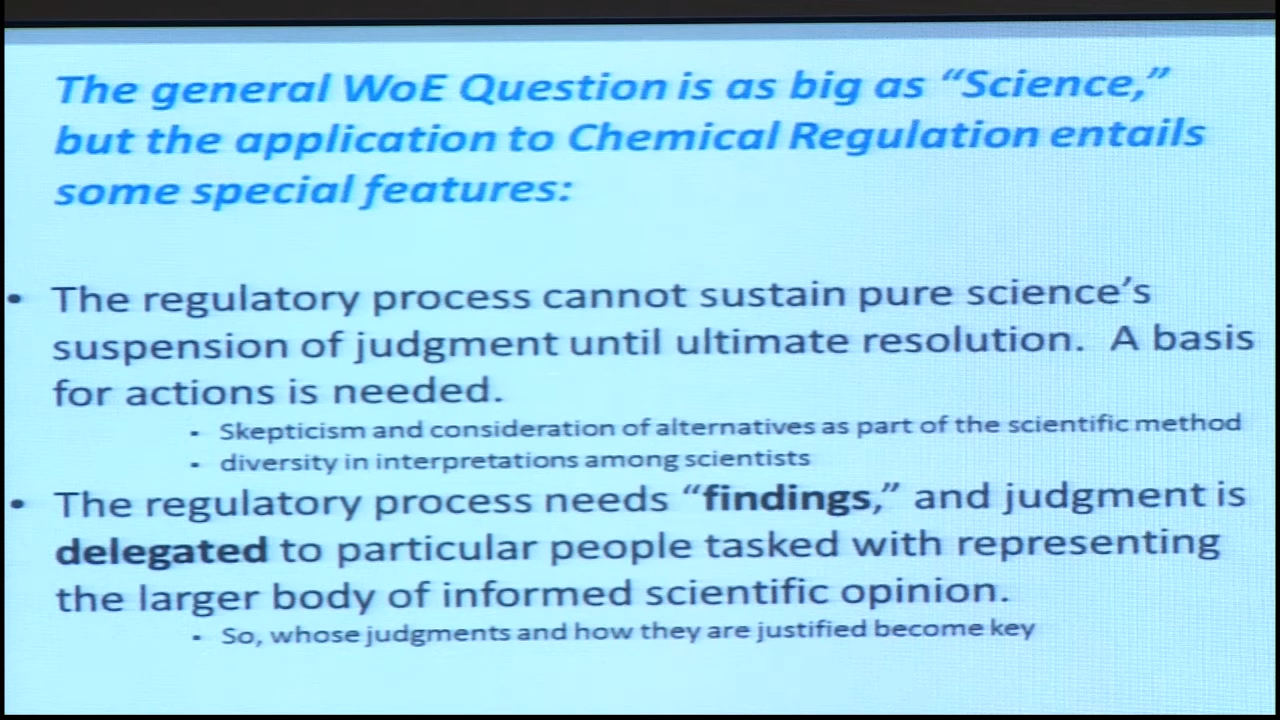 The general WoE Question is as big as “Science,”
but the application to Chemical Regulation entails
some special features:
• The regulatory process cannot sustain pure science’s
suspension of judgment until ultimate resolution. A basis
for actions is needed.
• Skepticism and consideration of alternatives as part of the scientific method
• diversity in interpretations among scientists
• The regulatory process needs “findings,” and judgment is
delegated to particular people tasked with representing
the larger body of informed scientific opinion.
• So, whose judgments and how they are justified become key